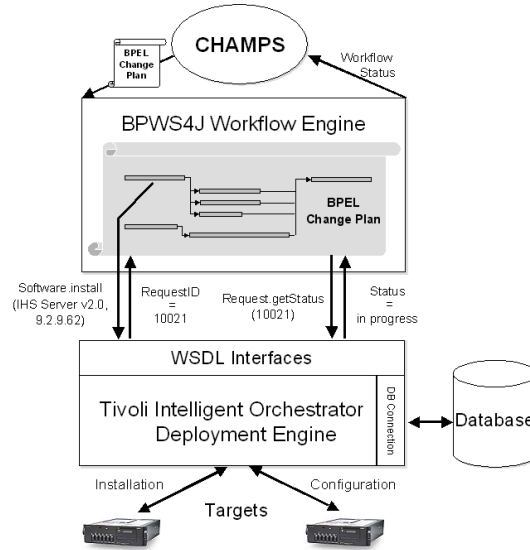 CHAMPS
BPEL
Change
Plan
Workflow
Status
BPWS4J Workflow Engine
BPEL
Change Plan
Software.install
(IHS Server v2.0,
9.2.9.62)
RequestID
=
10021
Request.getStatus
(10021)
Status
=
in progress
WSDL Interfaces
Tivoli Intelligent Orchestrator
Deployment Engine
DB Connection
Database
Installation
Configuration
Targets